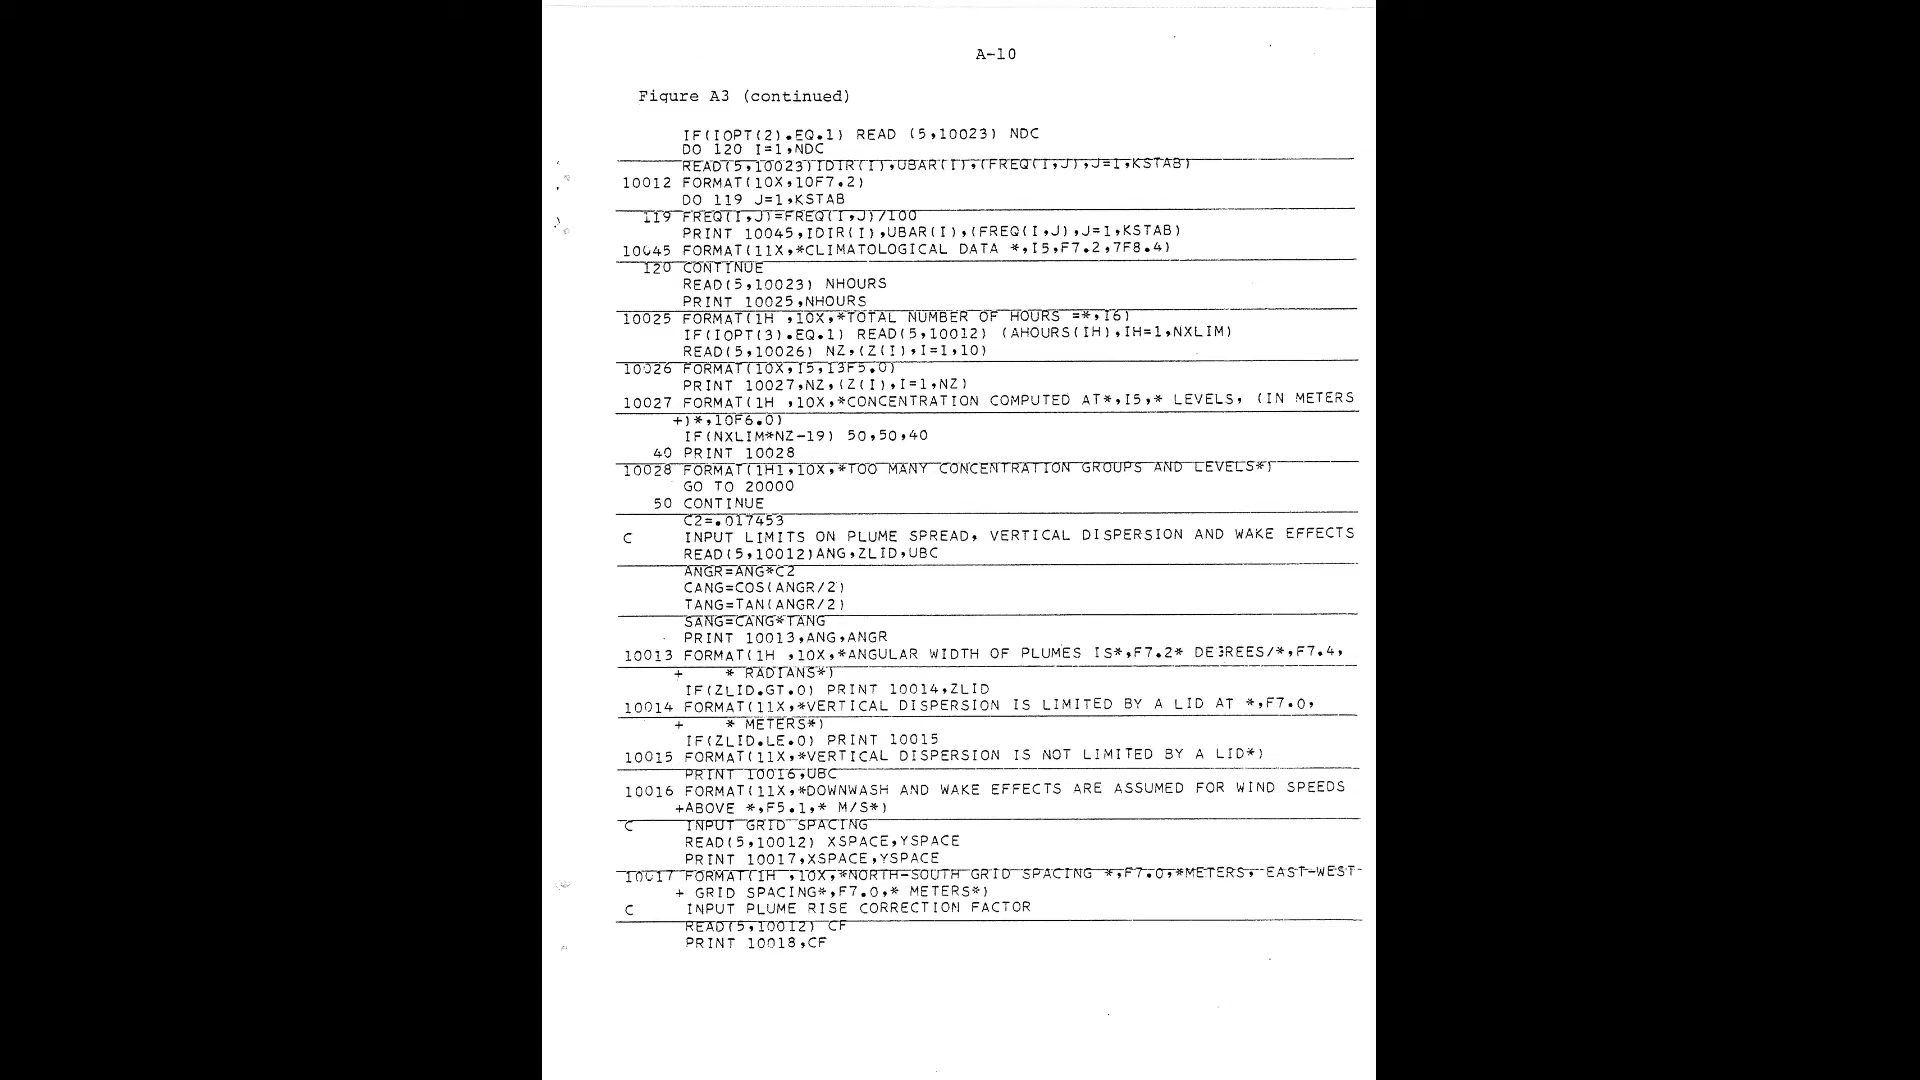 A-10
Figure A3 (continued)
IF(IOPT(2).EQ.1) READ (5,10023) NDC
DO 120 I=1,NDC
READ(5,10023)IDIR(I),UBAR(I),(FREQ(I,J),J=1,KSTAB)
10012 FORMAT(10X,10F7.2)
DO 119 J=1,KSTAB
119 FREQ(I,J)=FREQ(I,J)/100
PRINT 10045,IDIR(I),UBAR(I),(FREQ(I,J),J=1,KSTAB)
10045 FORMAT(11X,*CLIMATOLOGICAL DATA *,I5,F7.2,7F8.4)
120 CONTINUE
READ(5,10023) NHOURS
PRINT 10025,NHOURS
10025 FORMAT(1H ,10X,*TOTAL NUMBER OF HOURS =*,I6)
IF(IOPT(3).EQ.1) READ(5,10012) (AHOURS(IH),IH=1,NXLIM)
READ(5,10026) NZ,(Z(I),I=1,10)
10026 FORMAT(10X,I5,13F5.0)
PRINT 10027,NZ,(Z(I),I=1,NZ)
10027 FORMAT(1H ,10X,*CONCENTRATION COMPUTED AT*,I5,* LEVELS, (IN METERS
+)*,10F6.0)
IF(NXLIM*NZ-19) 50,50,40
40 PRINT 10028
10028 FORMAT(1H1,10X,*TOO MANY CONCENTRATION GROUPS AND LEVELS*)
GO TO 20000
50 CONTINUE
C2=.017453
C INPUT LIMITS ON PLUME SPREAD, VERTICAL DISPERSION AND WAKE EFFECTS
READ(5,10012)ANG,ZLID,UBC
ANGR=ANG*C2
CANG=COS(ANGR/2)
TANG=TAN(ANGR/2)
SANG=CANG*TANG
PRINT 10013,ANG,ANGR
10013 FORMAT(1H ,10X,*ANGULAR WIDTH OF PLUMES IS*,F7.2* DEGREES/*,F7.4,
+ * RADIANS*)
IF(ZLID.GT.0) PRINT 10014,ZLID
10014 FORMAT(11X,*VERTICAL DISPERSION IS LIMITED BY A LID AT *,F7.0,
+ * METERS*)
IF(ZLID.LE.0) PRINT 10015
10015 FORMAT(11X,*VERTICAL DISPERSION IS NOT LIMITED BY A LID*)
PRINT 10016,UBC
10016 FORMAT(11X,*DOWNWASH AND WAKE EFFECTS ARE ASSUMED FOR WIND SPEEDS
+ABOVE *,F5.1,* M/S*)
C INPUT GRID SPACING
READ(5,10012) XSPACE,YSPACE
PRINT 10017,XSPACE,YSPACE
10017 FORMAT(1H ,10X,*NORTH-SOUTH GRID SPACING *,F7.0,*METERS, EAST-WEST
+ GRID SPACING*,F7.0,* METERS*)
C INPUT PLUME RISE CORRECTION FACTOR
READ(5,10012) CF
PRINT 10018,CF